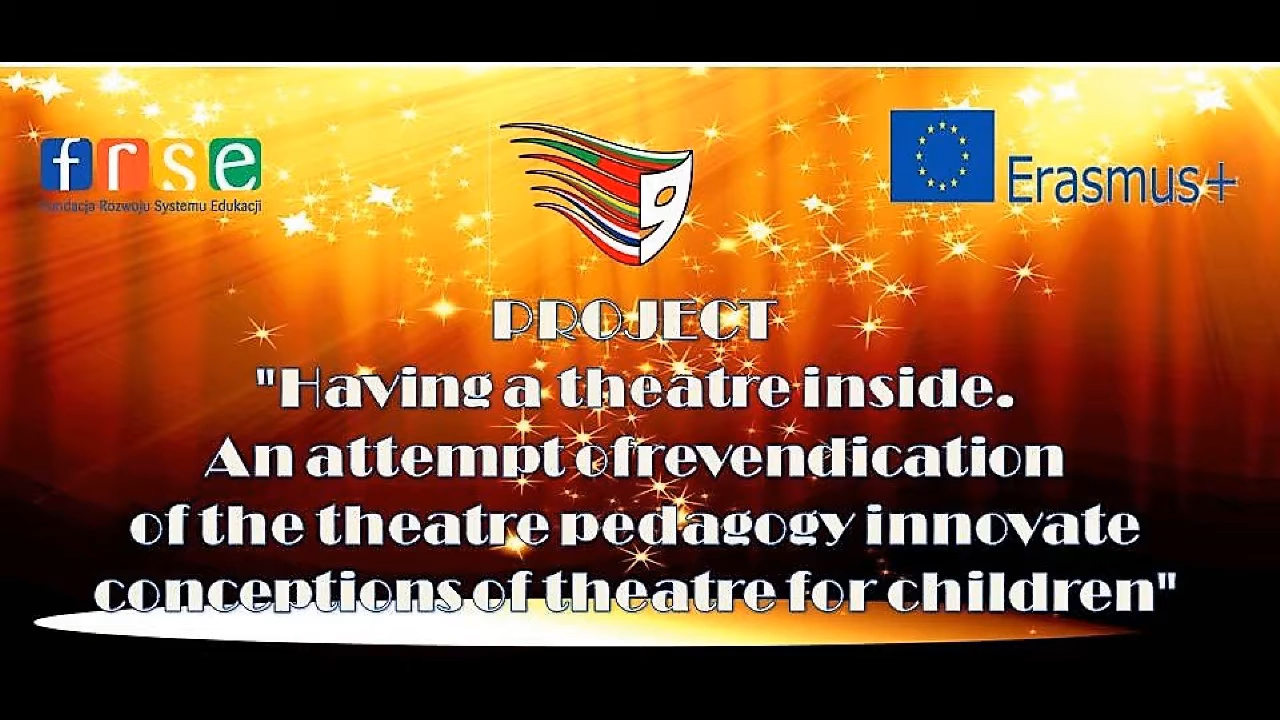 frse
Fundacja Rozwoju Systemu Edukacji
Erasmus+
PROJECT
"Having a theatre inside.
An attempt ofrevendication
of the theatre pedagogy innovate
conceptions of theatre for children"